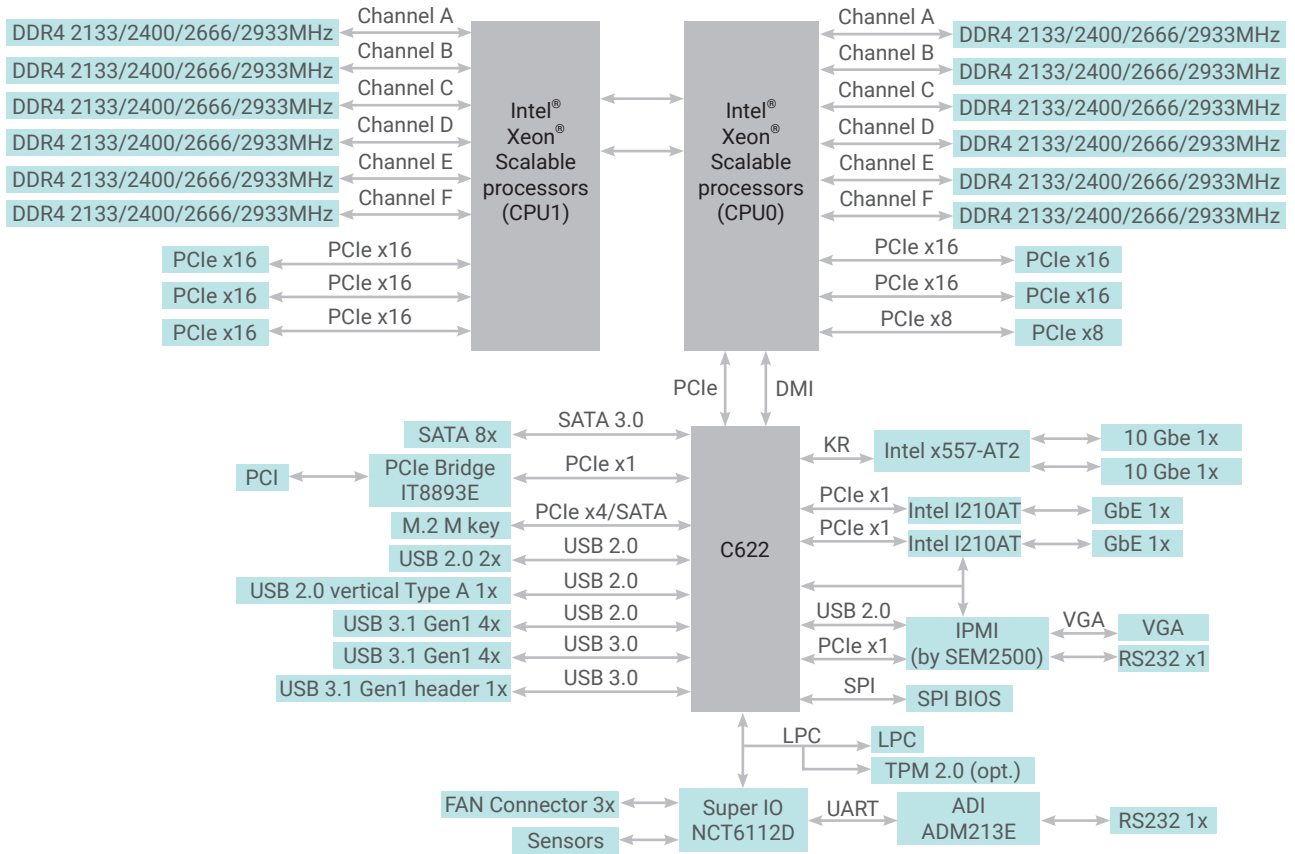 Channel A
DDR4 2133/2400/2666/2933MHz
Channel B
DDR4 2133/2400/2666/2933MHz
Channel C
DDR4 2133/2400/2666/2933MHz
Channel D
DDR4 2133/2400/2666/2933MHz
Channel E
DDR4 2133/2400/2666/2933MHz
Channel F
DDR4 2133/2400/2666/2933MHz
PCIe x16
PCIe x16
PCIe x16
PCIe x16
PCIe x16
PCIe x16
Intel®
Xeon®
Scalable
processors
(CPU1)
Intel®
Xeon®
Scalable
processors
(CPU0)
Channel A
DDR4 2133/2400/2666/2933MHz
Channel B
DDR4 2133/2400/2666/2933MHz
Channel C
DDR4 2133/2400/2666/2933MHz
Channel D
DDR4 2133/2400/2666/2933MHz
Channel E
DDR4 2133/2400/2666/2933MHz
Channel F
DDR4 2133/2400/2666/2933MHz
PCIe x16
PCIe x16
PCIe x16
PCIe x16
PCIe x8
PCIe x8
PCIe
DMI
SATA 8x
SATA 3.0
PCI
PCIe Bridge
IT8893E
PCIe x1
M.2 M key
PCIe x4/SATA
USB 2.0 2x
USB 2.0
USB 2.0 vertical Type A 1x
USB 2.0
USB 3.1 Gen1 4x
USB 2.0
USB 3.1 Gen1 4x
USB 3.0
USB 3.1 Gen1 header 1x
USB 3.0
C622
KR
Intel x557-AT2
10 Gbe 1x
10 Gbe 1x
PCIe x1
Intel I210AT
GbE 1x
PCIe x1
Intel I210AT
GbE 1x
USB 2.0
PCIe x1
IPMI
(by SEM2500)
VGA
VGA
RS232 x1
SPI
SPI BIOS
LPC
LPC
TPM 2.0 (opt.)
FAN Connector 3x
Sensors
Super IO
NCT6112D
UART
ADI
ADM213E
RS232 1x